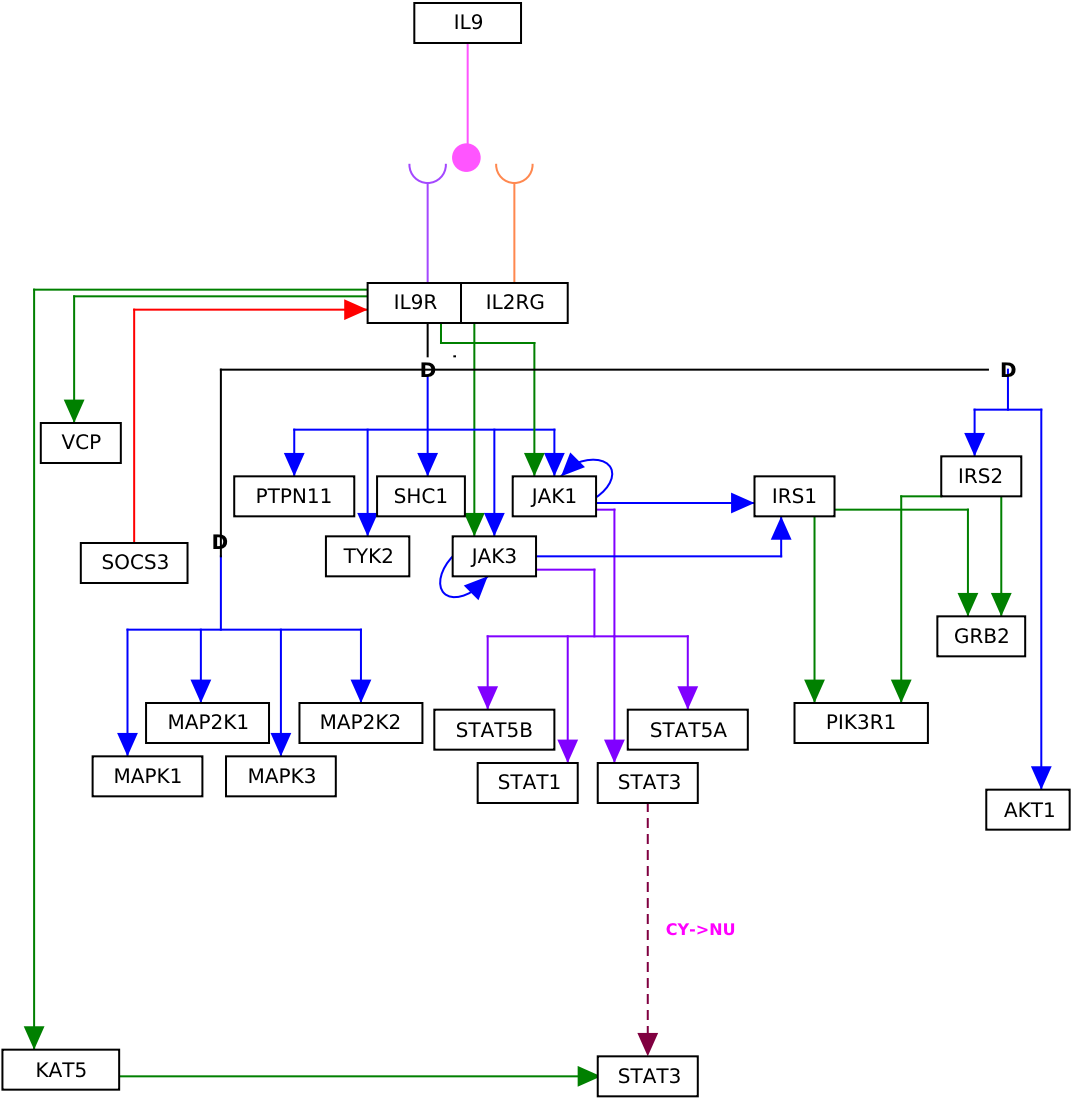 IL9
IL9R
IL2RG
D
D
VCP
PTPN11
SHC1
JAK1
IRS1
IRS2
SOCS3
D
TYK2
JAK3
GRB2
MAP2K1
MAP2K2
STAT5B
STAT5A
PIK3R1
MAPK1
MAPK3
STAT1
STAT3
AKT1
CY->NU
KAT5
STAT3